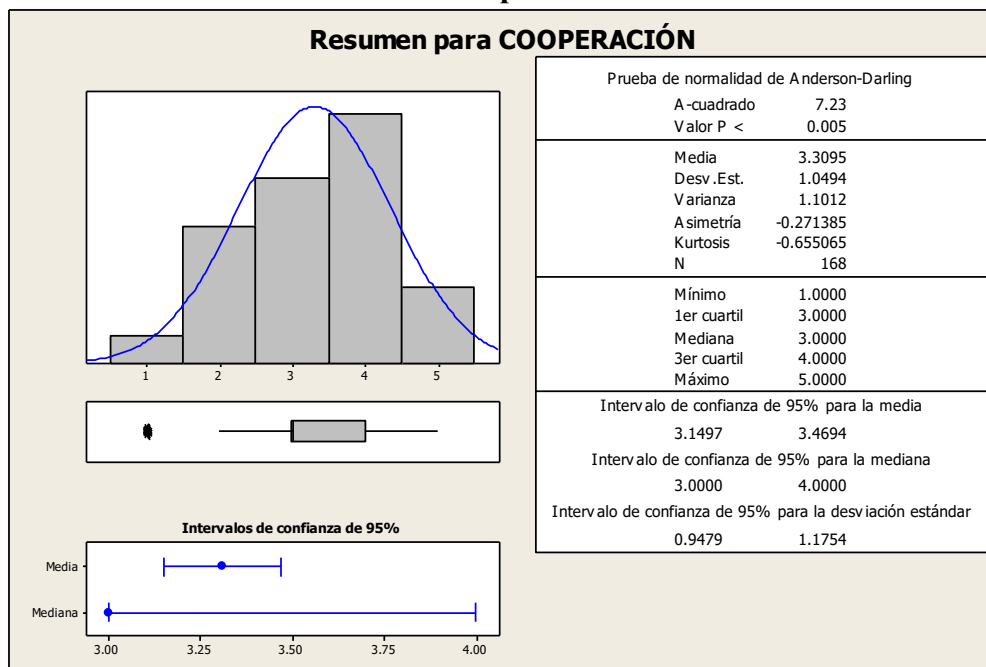 Resumen para COOPERACIÓN
1 2 3 4 5
Intervalos de confianza de 95%
Media
Mediana
3.00 3.25 3.50 3.75 4.00
Prueba de normalidad de Anderson-Darling
A-cuadrado 7.23
Valor P < 0.005
Media 3.3095
Desv.Est. 1.0494
Varianza 1.1012
Asimetría -0.271385
Kurtosis -0.655065
N 168
Mínimo 1.0000
1er cuartil 3.0000
Mediana 3.0000
3er cuartil 4.0000
Máximo 5.0000
Intervalo de confianza de 95% para la media
3.1497 3.4694
Intervalo de confianza de 95% para la mediana
3.0000 4.0000
Intervalo de confianza de 95% para la desviación estándar
0.9479 1.1754